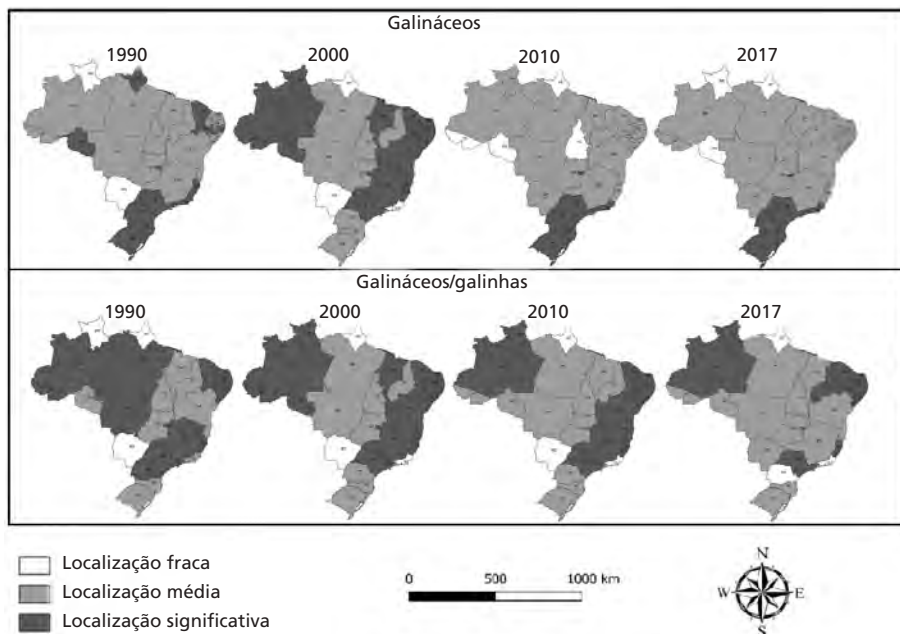 Galináceos
1990 2000 2010 2017
Galináceos/galinhas
1990 2000 2010 2017
Localização fraca
Localização média
Localização significativa
0 500 1000 km
N
W E
S